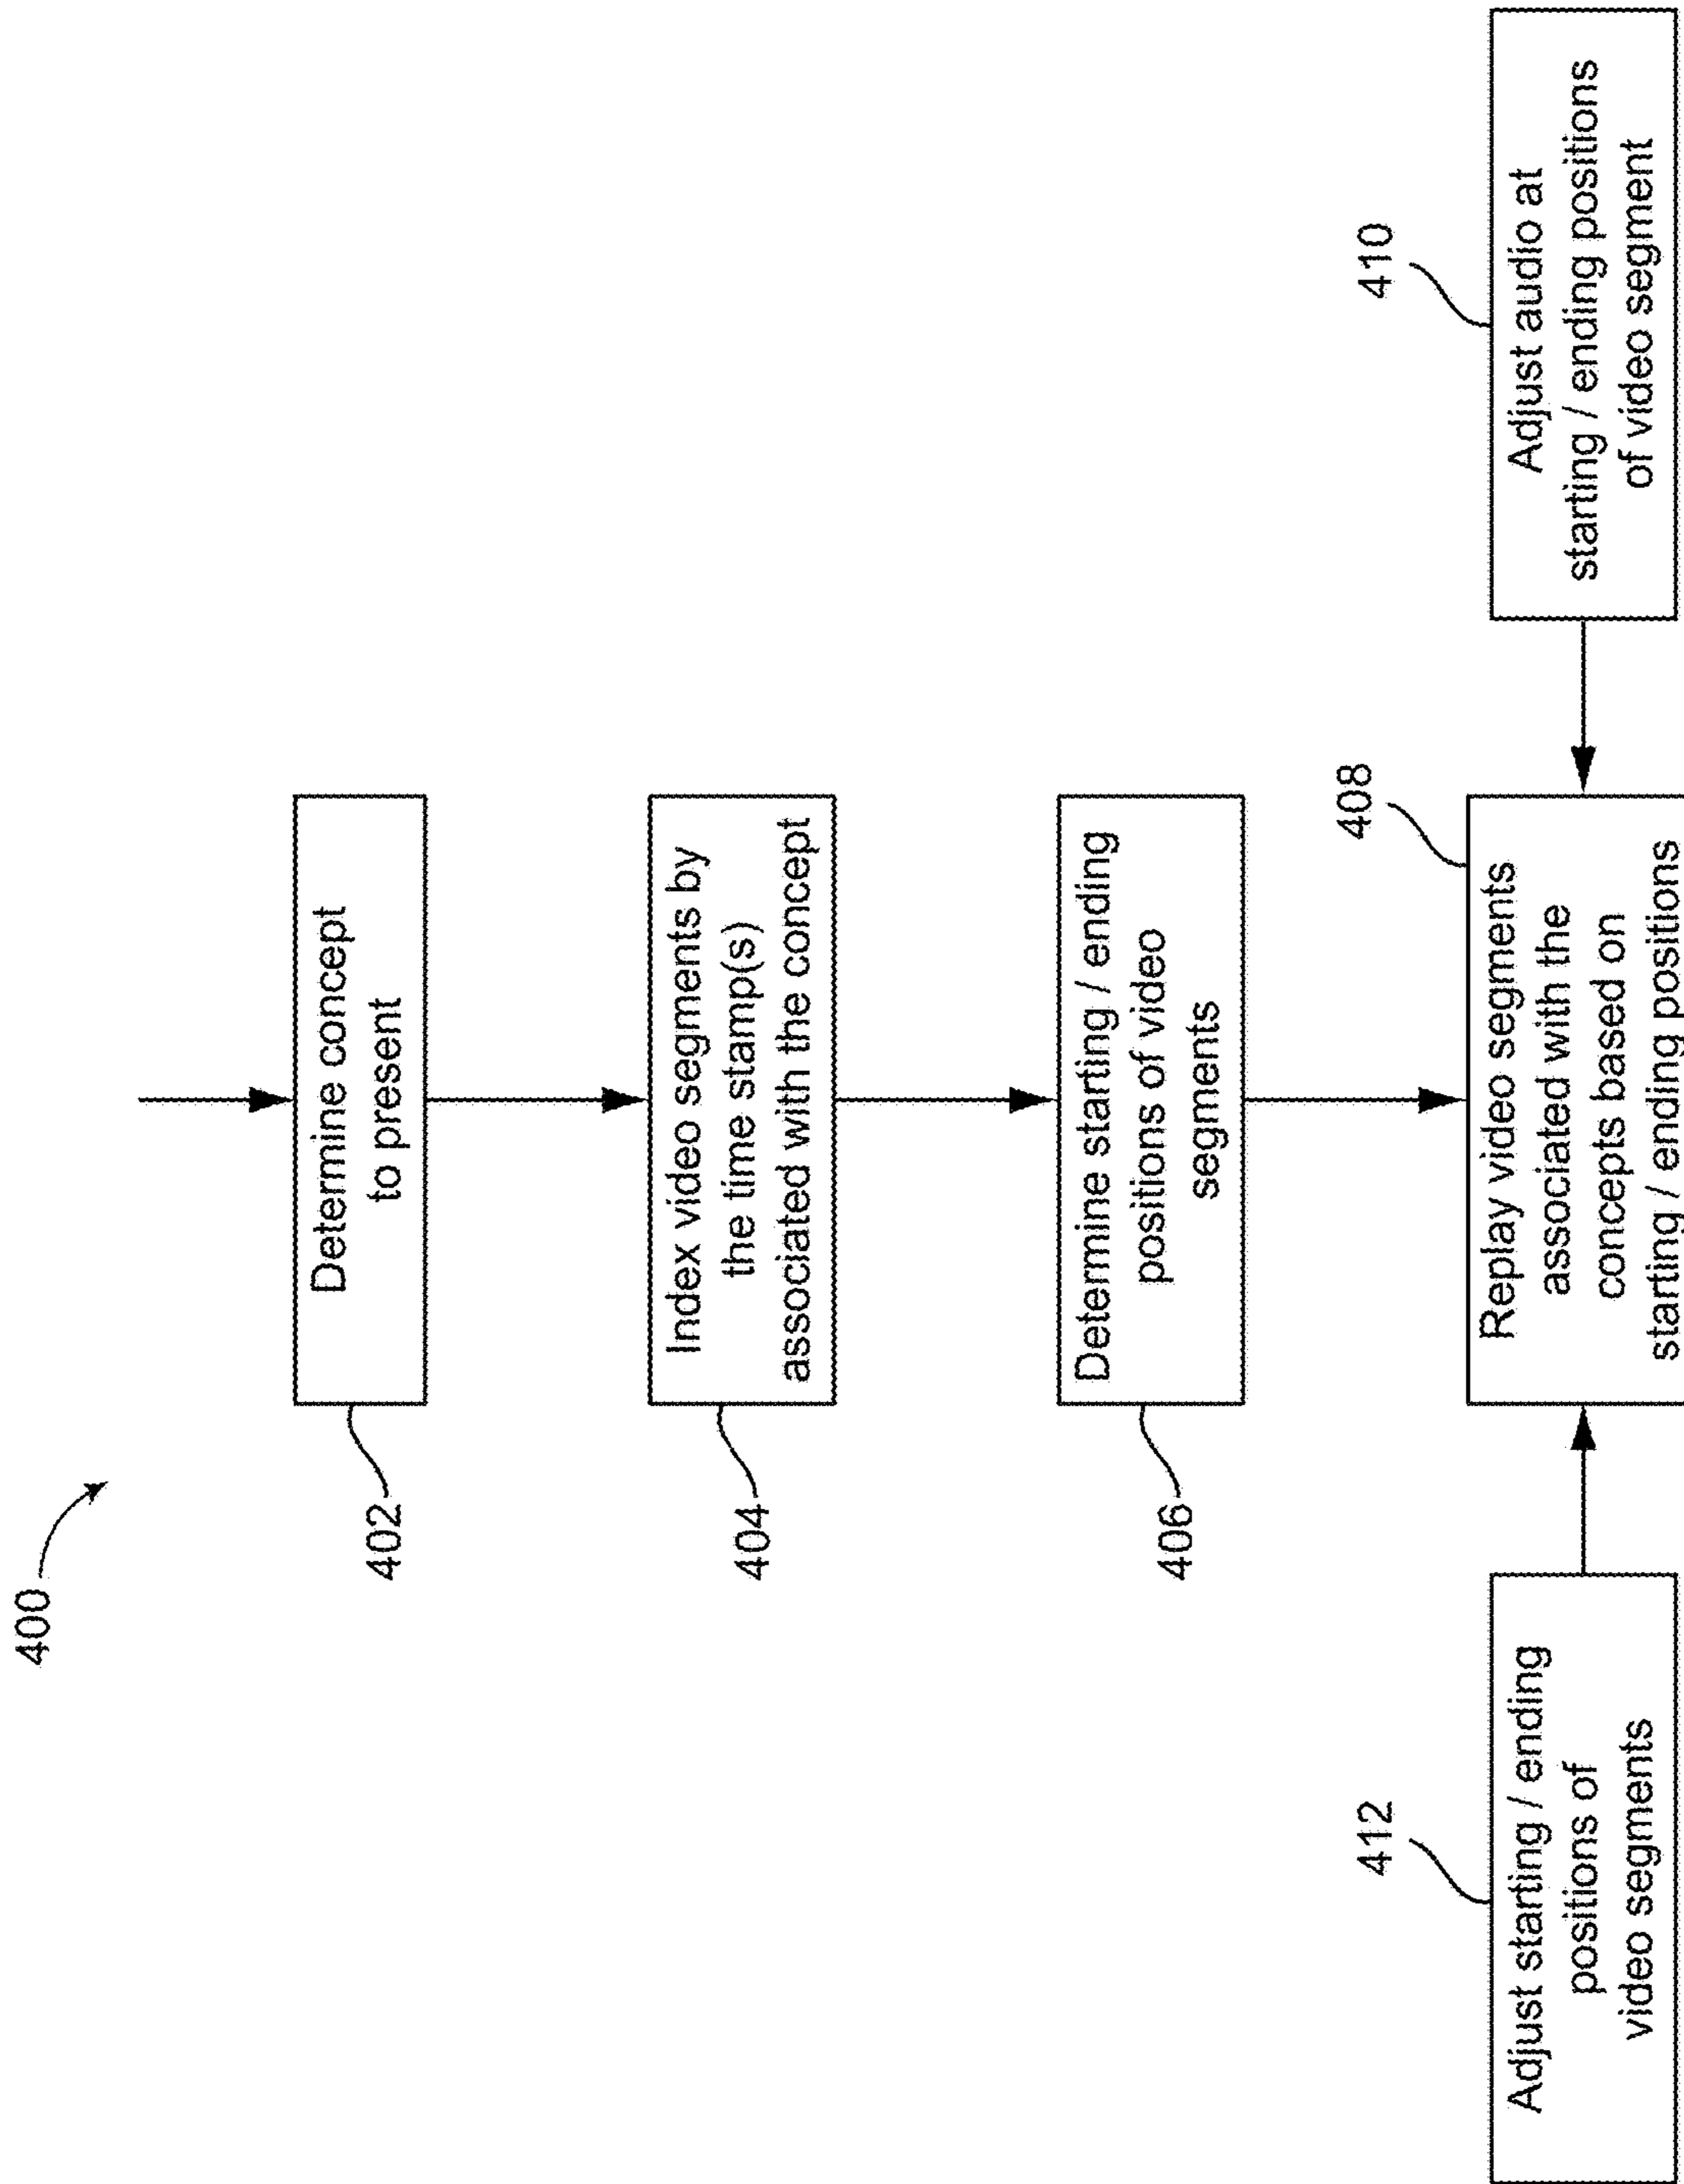 400
402
Determine concept
to present
404
Index video segments by
the time stamp(s)
associated with the concept
406
Determine starting / ending
positions of video
segments
408
Replay video segments
associated with the
concepts based on
starting / ending positions
412
Adjust starting / ending
positions of
video segments
410
Adjust audio at
starting / ending positions
of video segment